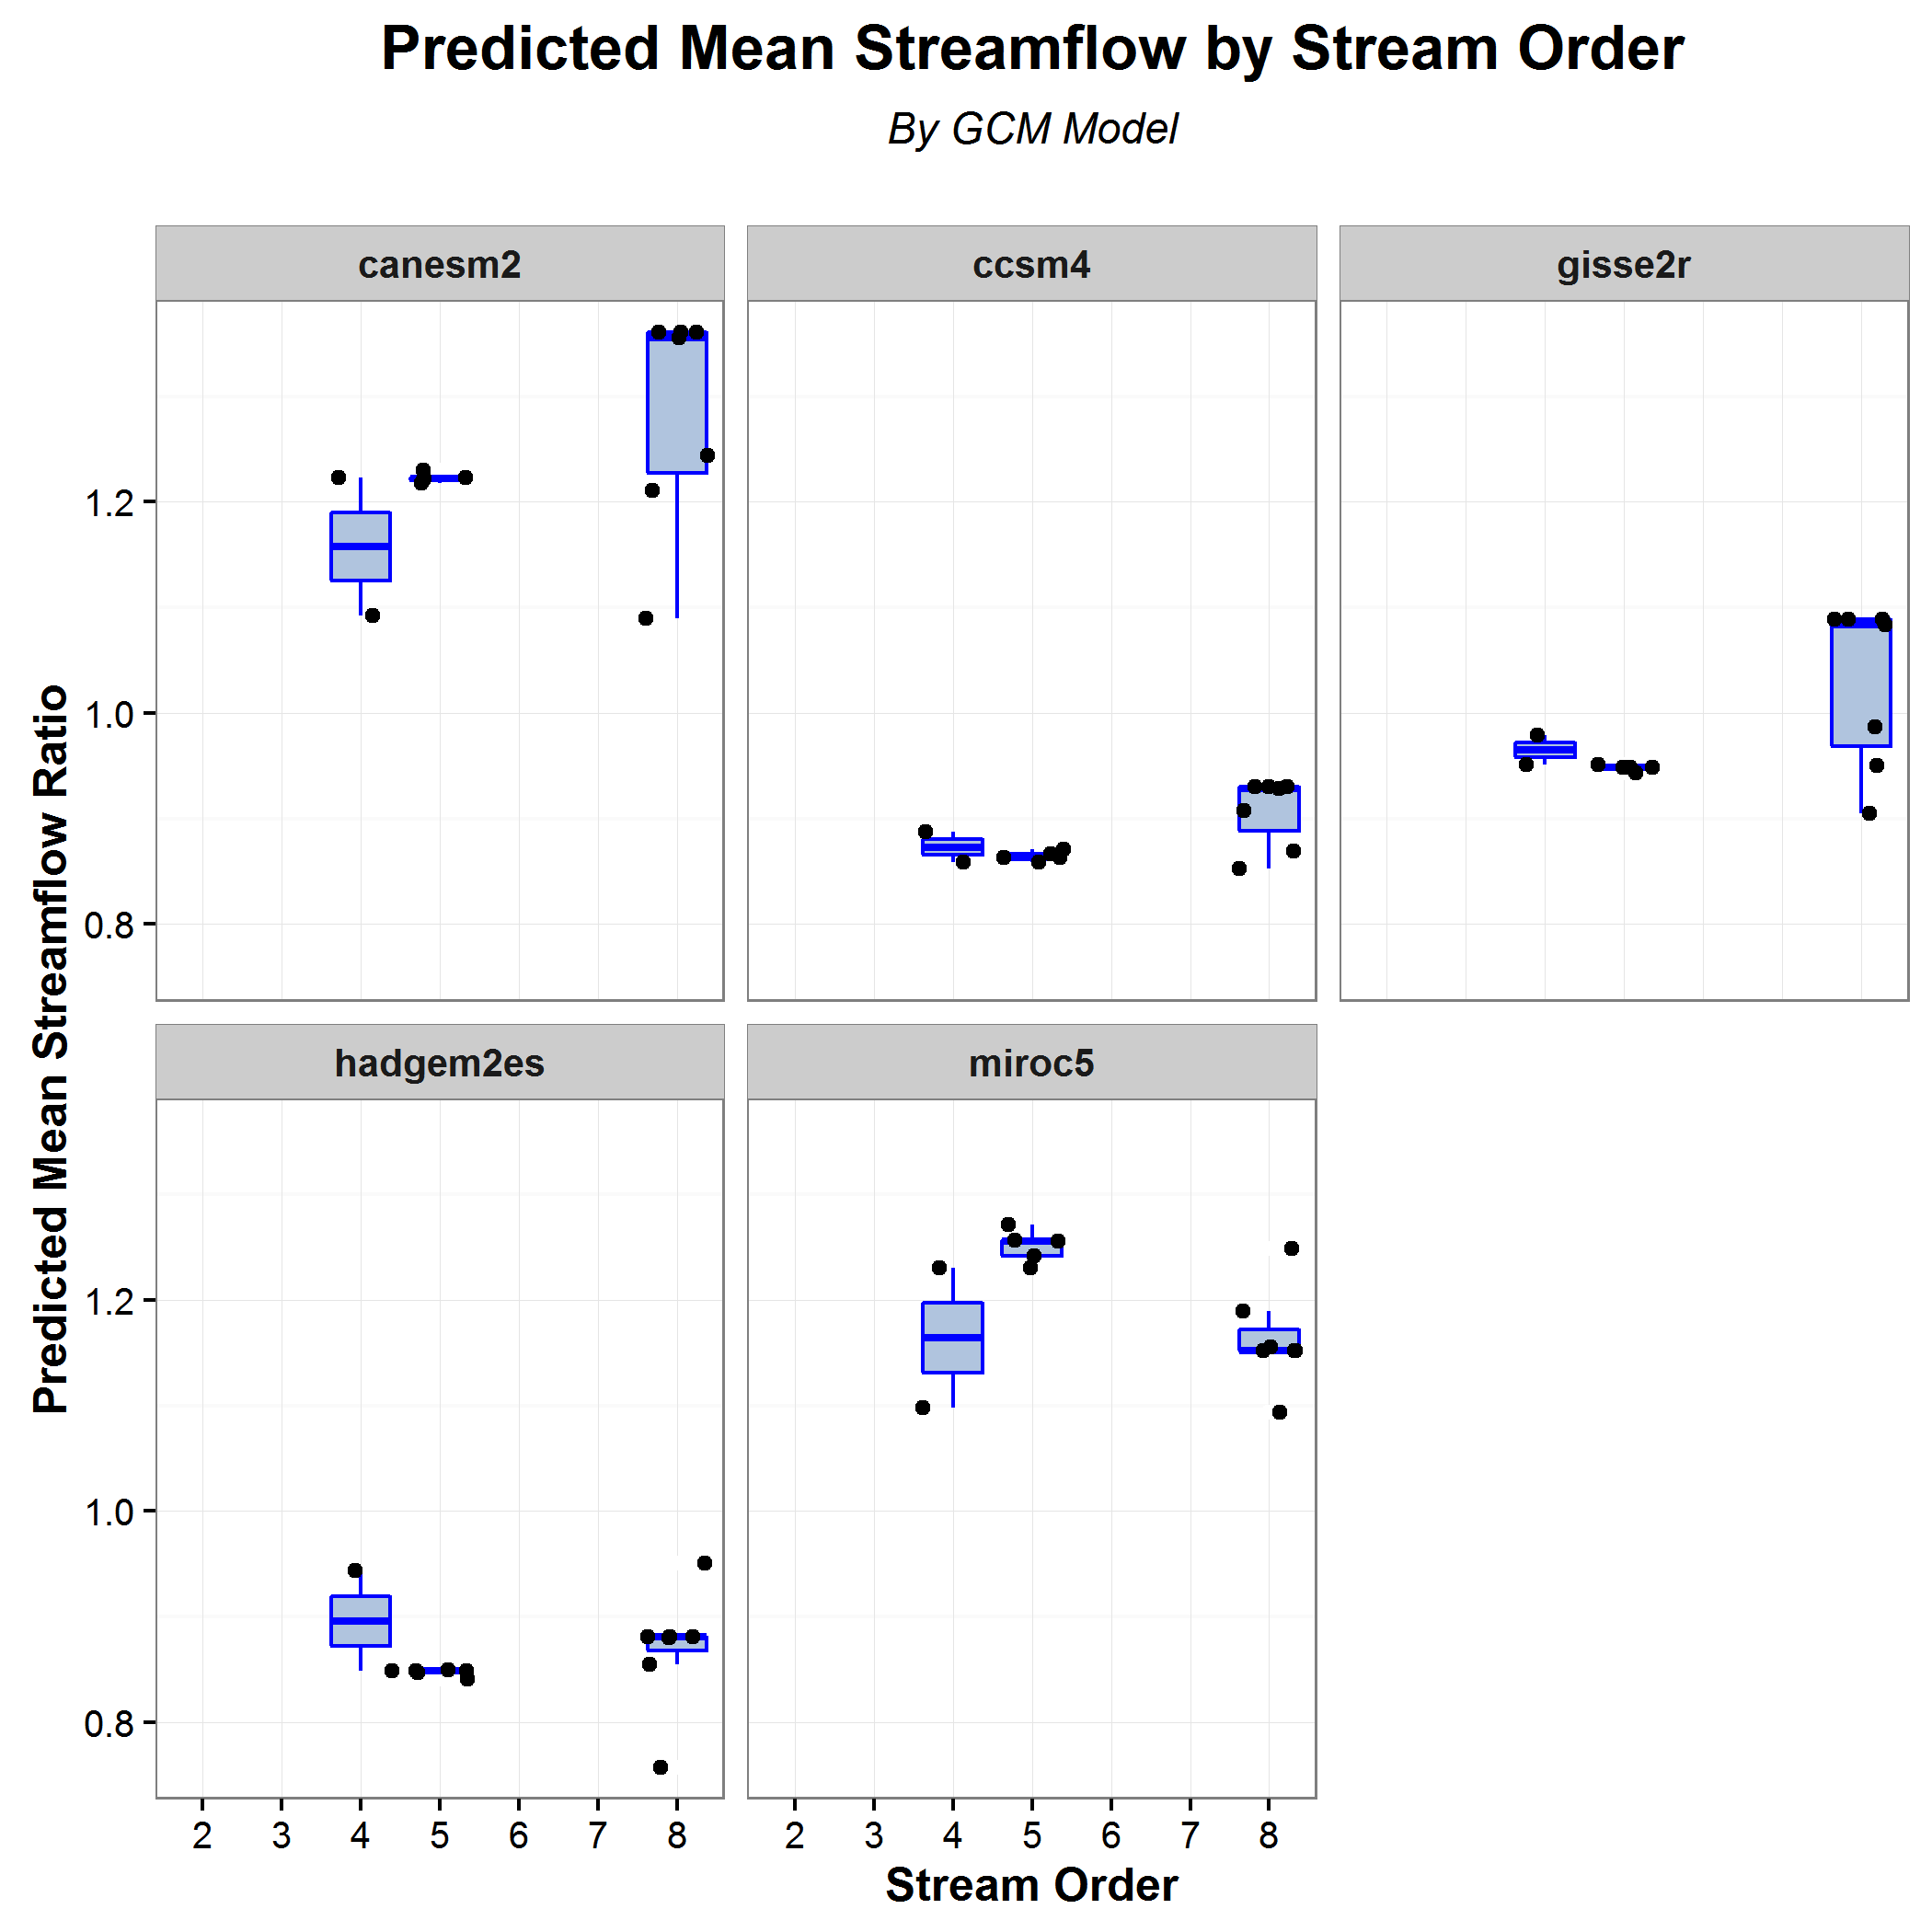 Predicted Mean Streamflow by Stream Order
By GCM Model
canesm2
ccsm4
gisse2r
1.2
1.0
0.8
Predicted Mean Streamflow Ratio
hadgem2es
miroc5
1.2
1.0
0.8
2 3 4 5 6 7 8
2 3 4 5 6 7 8
Stream Order